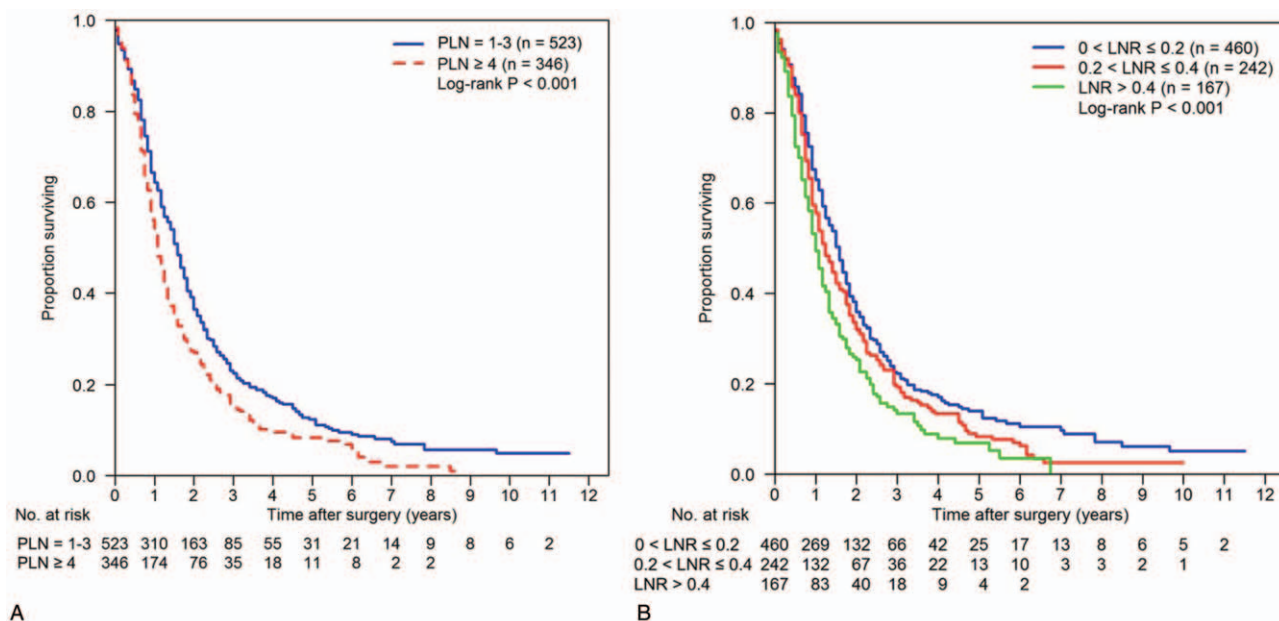 1.0
0.8
0.6
0.4
0.2
0.0
Proportion surviving
PLN = 1-3 (n = 523)
PLN ≥ 4 (n = 346)
Log-rank P < 0.001
0 1 2 3 4 5 6 7 8 9 10 11 12
No. at risk Time after surgery (years)
PLN = 1-3 523 310 163 85 55 31 21 14 9 8 6 2
PLN ≥ 4 346 174 76 35 18 11 8 2 2
A
1.0
0.8
0.6
0.4
0.2
0.0
Proportion surviving
0 < LNR ≤ 0.2 (n = 460)
0.2 < LNR ≤ 0.4 (n = 242)
LNR > 0.4 (n = 167)
Log-rank P < 0.001
0 1 2 3 4 5 6 7 8 9 10 11 12
No. at risk Time after surgery (years)
0 < LNR ≤ 0.2 460 269 132 66 42 25 17 13 8 6 5 2
0.2 < LNR ≤ 0.4 242 132 67 36 22 13 10 3 3 2 1
LNR > 0.4 167 83 40 18 9 4 2
B